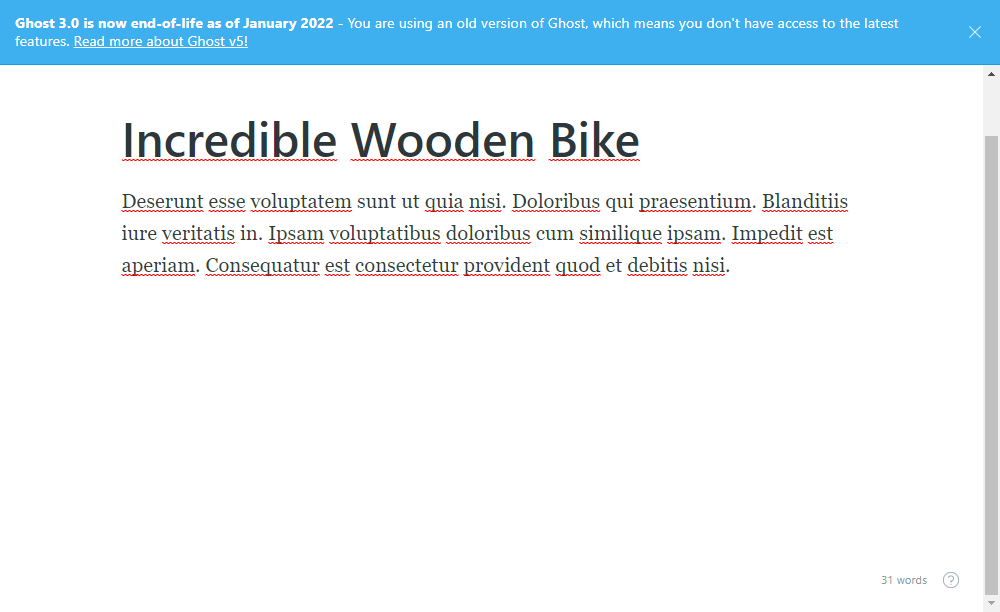 Ghost 3.0 is now end-of-life as of January 2022 - You are using an old version of Ghost, which means you don't have access to the latest
features. Read more about Ghost v5!
Incredible Wooden Bike
Deserunt esse voluptatem sunt ut quia nisi. Doloribus qui praesentium. Blanditiis
iure veritatis in. Ipsam voluptatibus doloribus cum similique ipsam. Impedit est
aperiam. Consequatur est consectetur provident quod et debitis nisi.
31 words
?